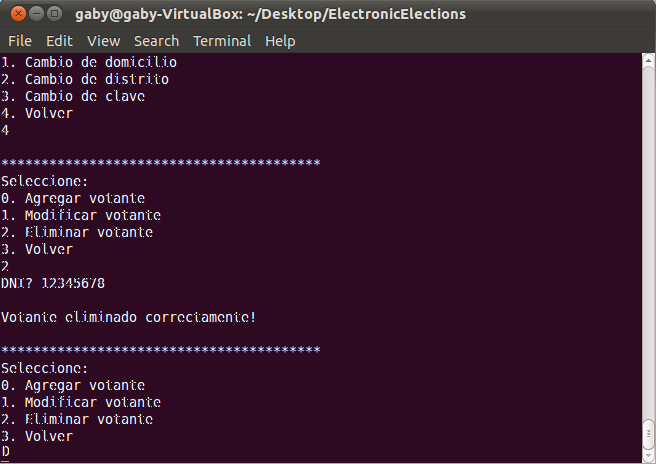 gaby@gaby-VirtualBox: ~/Desktop/ElectronicElections
File Edit View Search Terminal Help
1. Cambio de domicilio
2. Cambio de distrito
3. Cambio de clave
4. Volver
4
****************************************
Seleccione:
0. Agregar votante
1. Modificar votante
2. Eliminar votante
3. Volver
2
DNI? 12345678
Votante eliminado correctamente!
****************************************
Seleccione:
0. Agregar votante
1. Modificar votante
2. Eliminar votante
3. Volver
D